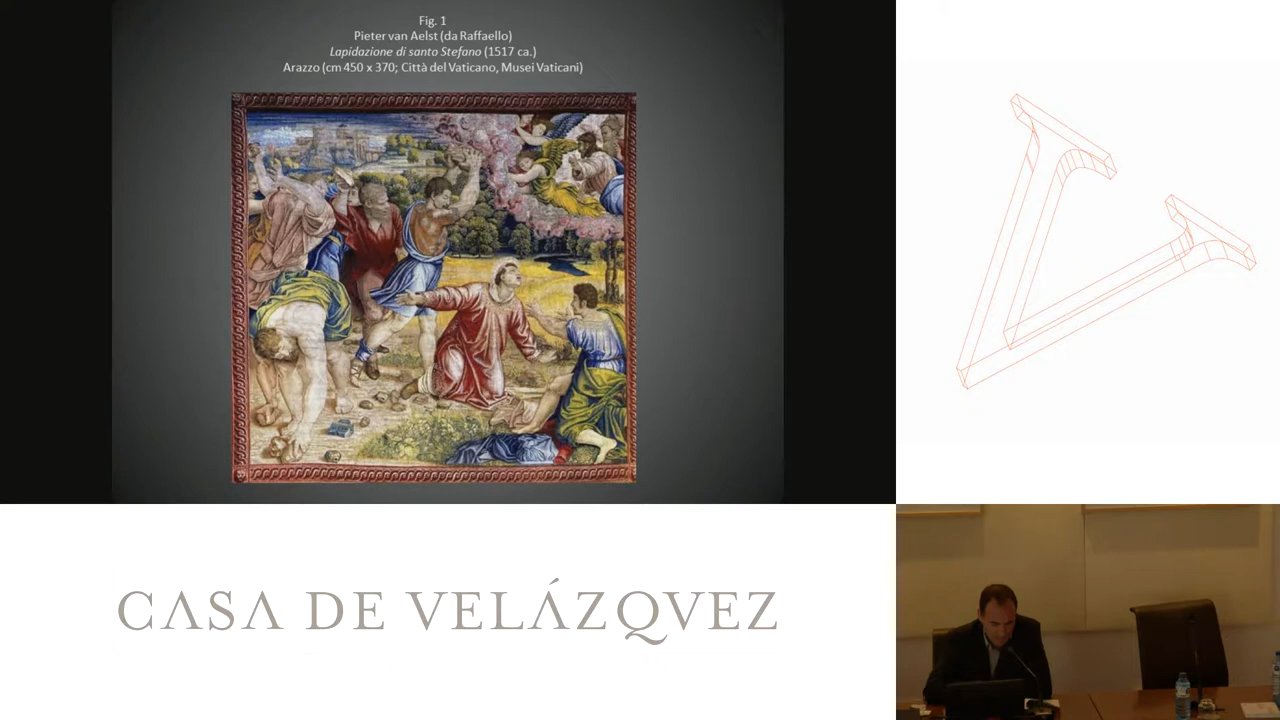 Fig. 1
Pieter van Aelst (da Raffaello)
Lapidazione di santo Stefano (1517 ca.)
Arazzo (cm 450 x 370; Città del Vaticano, Musei Vaticani)
CASA DE VELÁZQVEZ